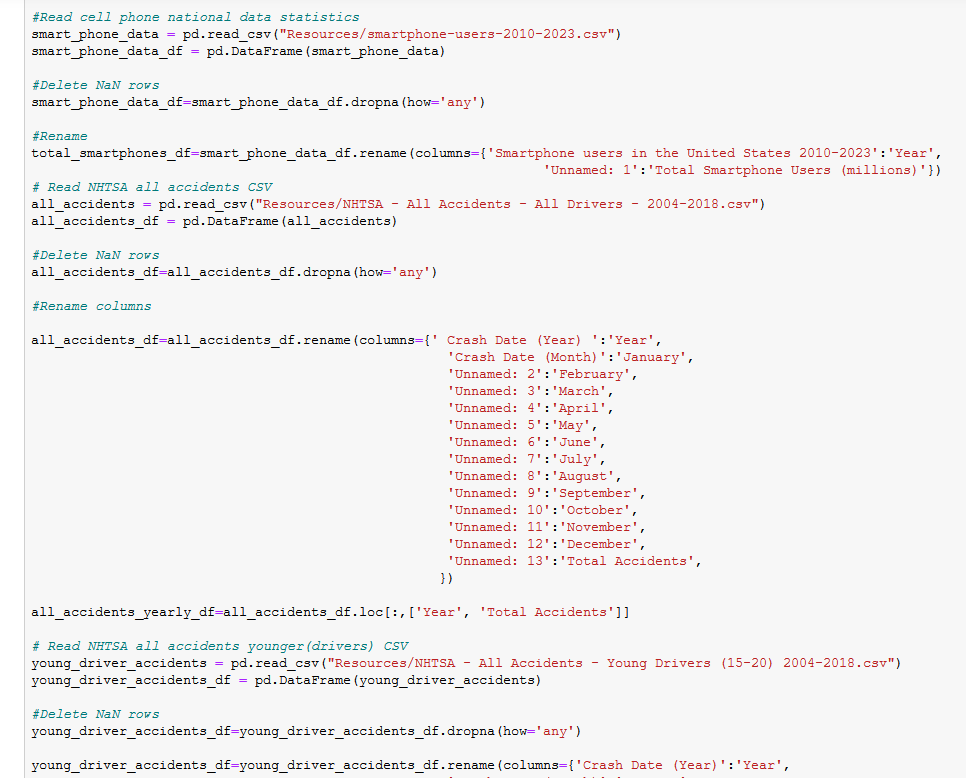 #Read cell phone national data statistics
smart_phone_data = pd.read_csv("Resources/smartphone-users-2010-2023.csv")
smart_phone_data_df = pd.DataFrame(smart_phone_data)
#Delete NaN rows
smart_phone_data_df=smart_phone_data_df.dropna(how='any')
#Rename
total_smartphones_df=smart_phone_data_df.rename(columns={'Smartphone users in the United States 2010-2023':'Year',
'Unnamed: 1':'Total Smartphone Users (millions)'})
# Read NHTSA all accidents CSV
all_accidents = pd.read_csv("Resources/NHTSA - All Accidents - All Drivers - 2004-2018.csv")
all_accidents_df = pd.DataFrame(all_accidents)
#Delete NaN rows
all_accidents_df=all_accidents_df.dropna(how='any')
#Rename columns
all_accidents_df=all_accidents_df.rename(columns={' Crash Date (Year) ':'Year',
'Crash Date (Month)':'January',
'Unnamed: 2':'February',
'Unnamed: 3':'March',
'Unnamed: 4':'April',
'Unnamed: 5':'May',
'Unnamed: 6':'June',
'Unnamed: 7':'July',
'Unnamed: 8':'August',
'Unnamed: 9':'September',
'Unnamed: 10':'October',
'Unnamed: 11':'November',
'Unnamed: 12':'December',
'Unnamed: 13':'Total Accidents',
})
all_accidents_yearly_df=all_accidents_df.loc[:,['Year', 'Total Accidents']]
# Read NHTSA all accidents younger(drivers) CSV
young_driver_accidents = pd.read_csv("Resources/NHTSA - All Accidents - Young Drivers (15-20) 2004-2018.csv")
young_driver_accidents_df = pd.DataFrame(young_driver_accidents)
#Delete NaN rows
young_driver_accidents_df=young_driver_accidents_df.dropna(how='any')
young_driver_accidents_df=young_driver_accidents_df.rename(columns={'Crash Date (Year)':'Year',